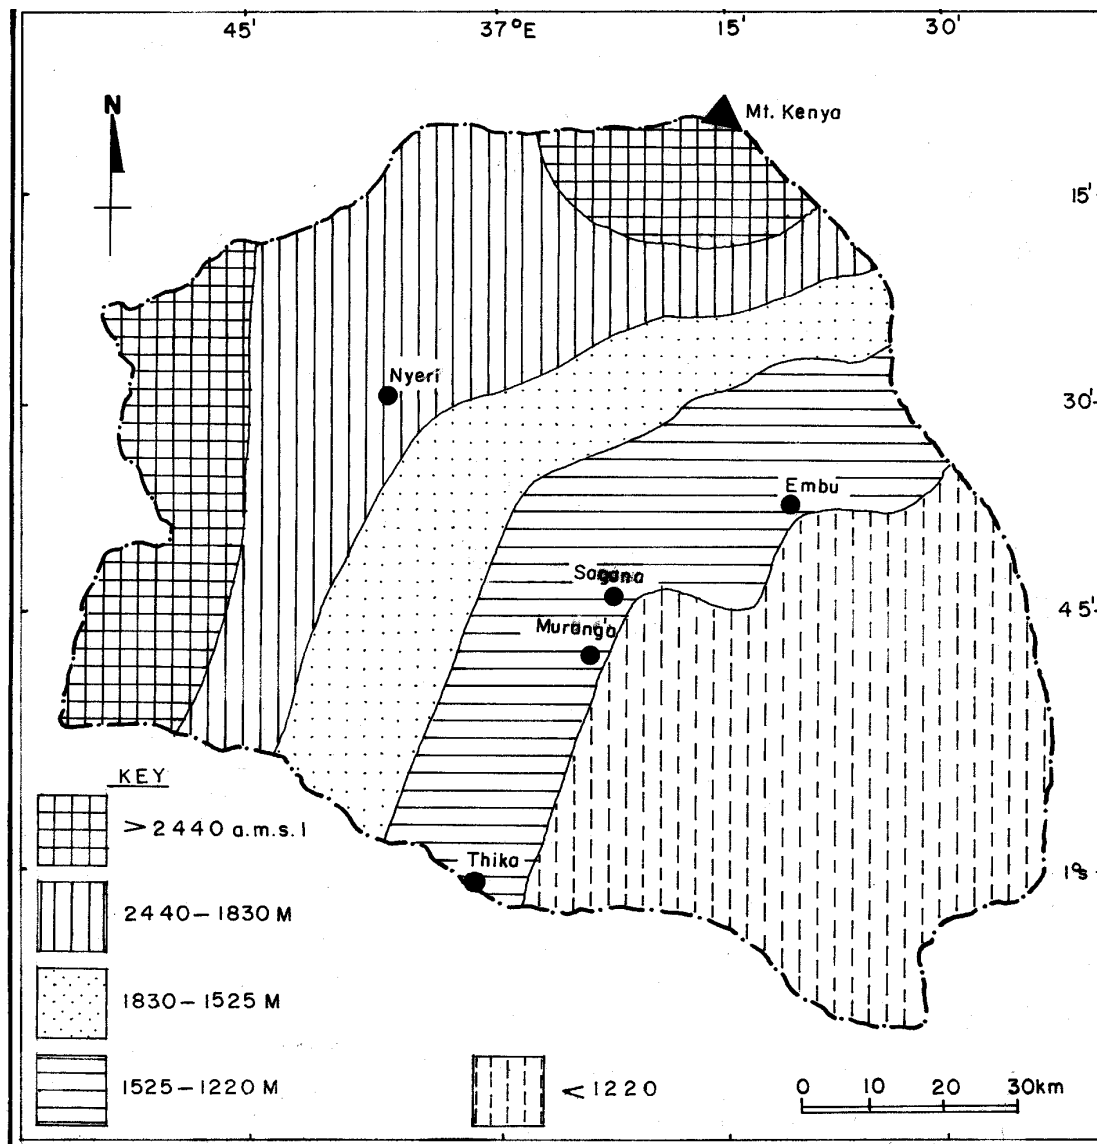 45' 37°E 15' 30'
N
Mt. Kenya
15'
Nyeri
30'
Embu
Sagana
45'
Murang'a
KEY
>2440 a.m.s.l
Thika
1°s
2440-1830 M
1830-1525 M
1525-1220 M
<1220
0 10 20 30km